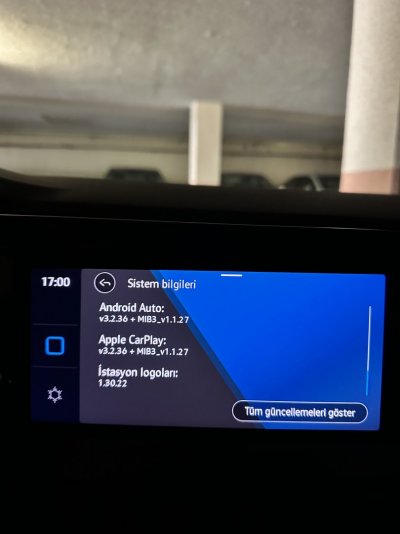 17:00
Sistem bilgileri
Android Auto:
v3.2.36 + MIB3_v1.1.27
Apple CarPlay:
v3.2.36 + MIB3_v1.1.27
İstasyon logoları:
1.30.22
Tüm güncellemeleri göster